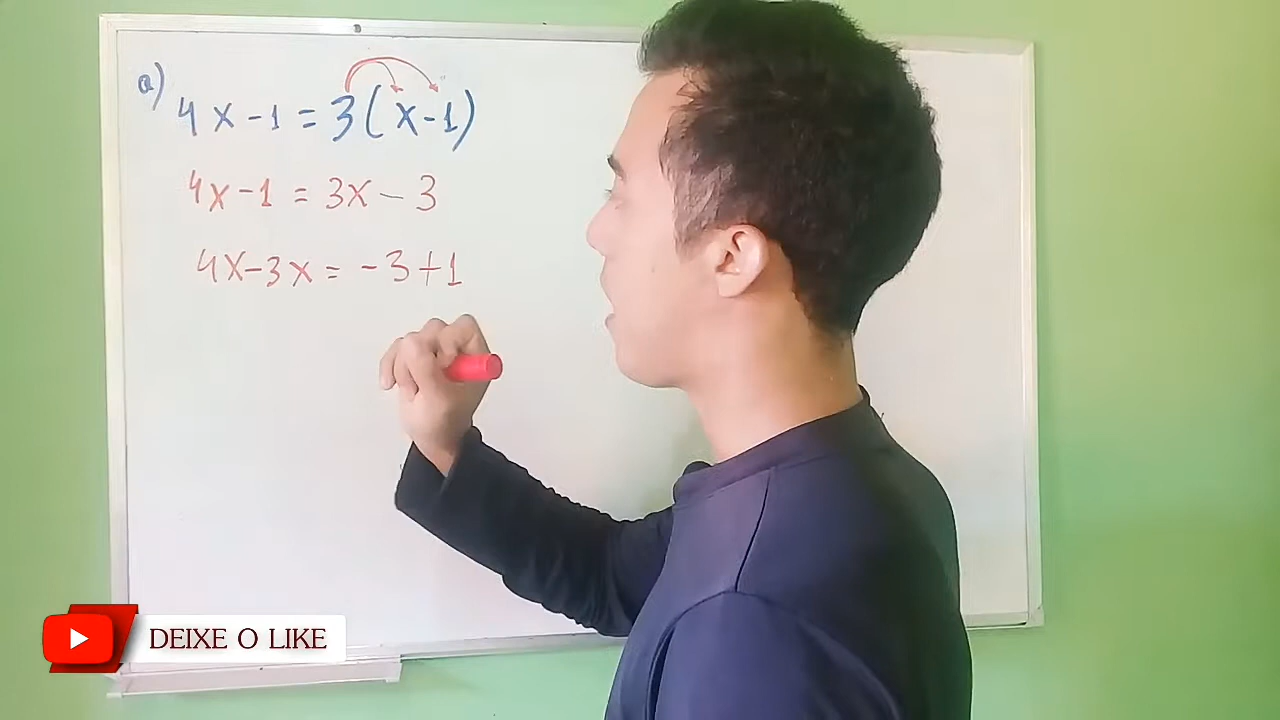 a) 4x-1=3(x-1)
4x-1=3x-3
4x-3x=-3+1
DEIXE O LIKE